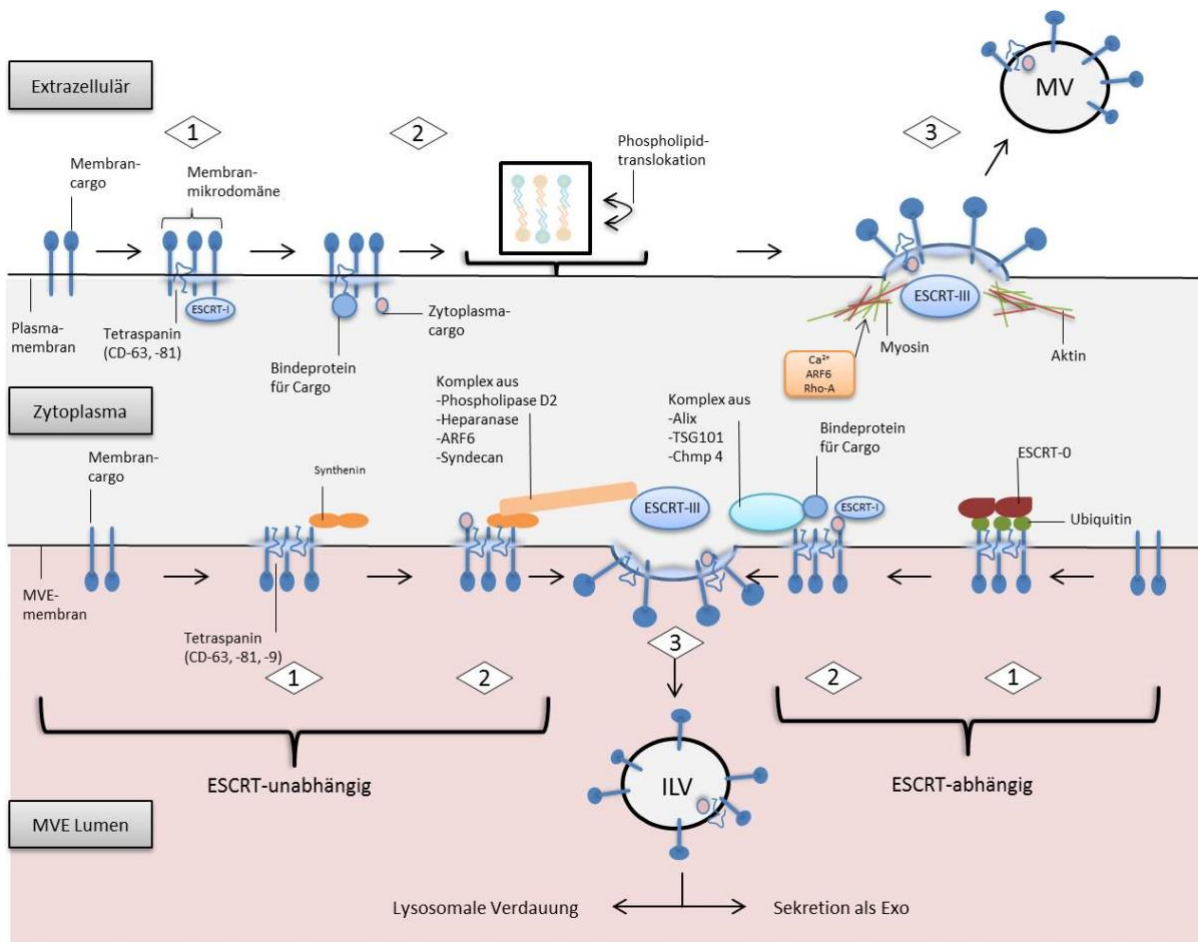 MV
Extrazellulär
1
2
3
Membran-
cargo
Membran-
mikrodomäne
Phospholipid-
translokation
ESCRT-I
ESCRT-III
Plasma-
membran
Tetraspanin
(CD-63, -81)
Bindeprotein
für Cargo
Zytoplasma-
cargo
Myosin
Aktin
Ca²⁺
ARF6
Rho-A
Zytoplasma
Membran-
cargo
Synthenin
Komplex aus
-Phospholipase D2
-Heparanase
-ARF6
-Syndecan
Komplex aus
-Alix
-TSG101
-Chmp 4
Bindeprotein
für Cargo
ESCRT-0
ESCRT-III
ESCRT-I
Ubiquitin
MVE-
membran
Tetraspanin
(CD-63, -81, -9)
1
2
3
2
1
ESCRT-unabhängig
ILV
ESCRT-abhängig
MVE Lumen
Lysosomale Verdauung
Sekretion als Exo